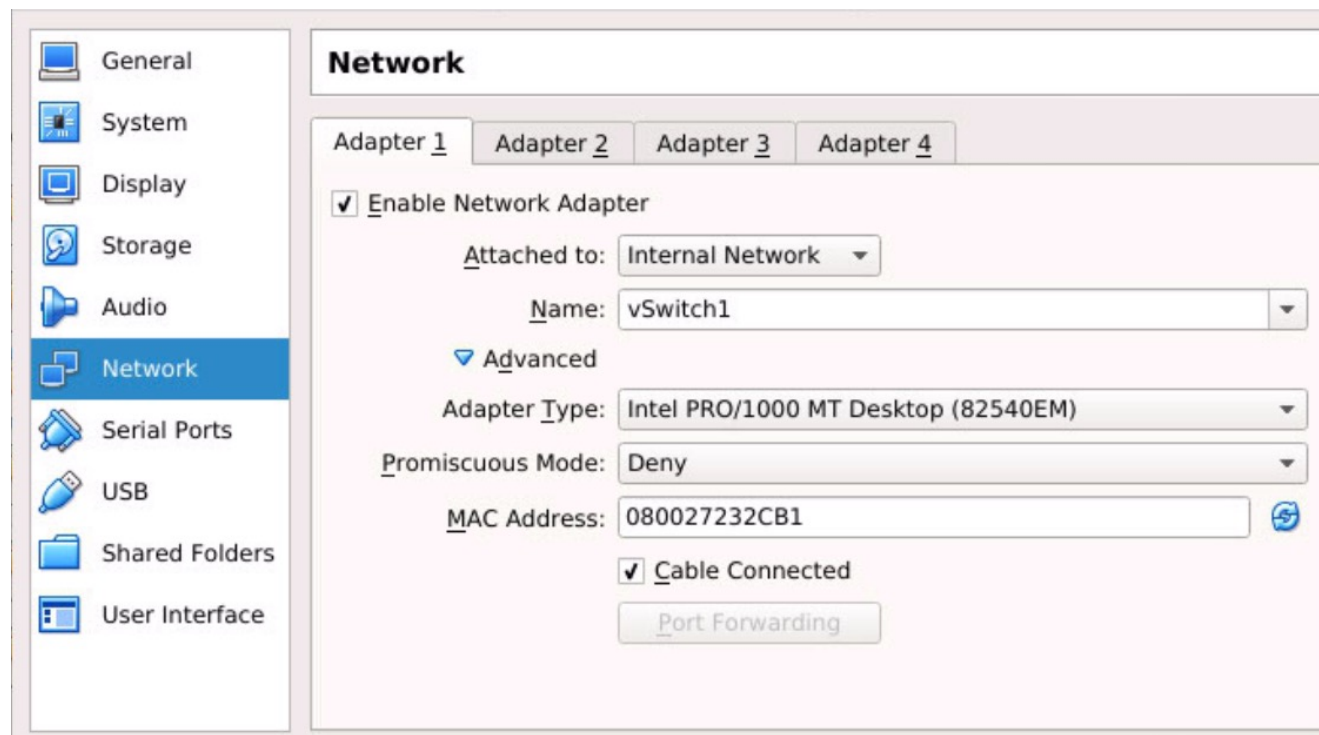 General
System
Display
Storage
Audio
Network
Serial Ports
USB
Shared Folders
User Interface
Network
Adapter 1 Adapter 2 Adapter 3 Adapter 4
Enable Network Adapter
Attached to: Internal Network
Name: vSwitch1
Advanced
Adapter Type: Intel PRO/1000 MT Desktop (82540EM)
Promiscuous Mode: Deny
MAC Address: 080027232CB1
Cable Connected
Port Forwarding